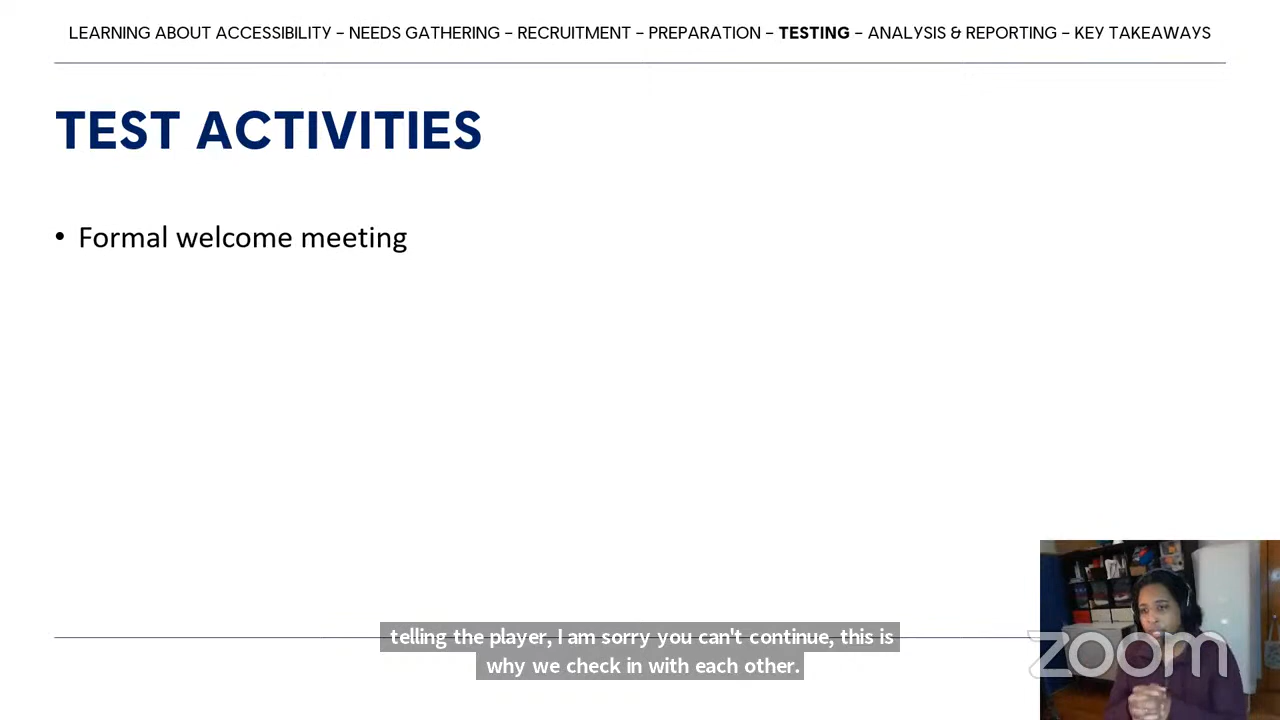 LEARNING ABOUT ACCESSIBILITY – NEEDS GATHERING – RECRUITMENT – PREPARATION – TESTING – ANALYSIS & REPORTING – KEY TAKEAWAYS
TEST ACTIVITIES
• Formal welcome meeting
telling the player, I am sorry you can't continue, this is
why we check in with each other.
zoom